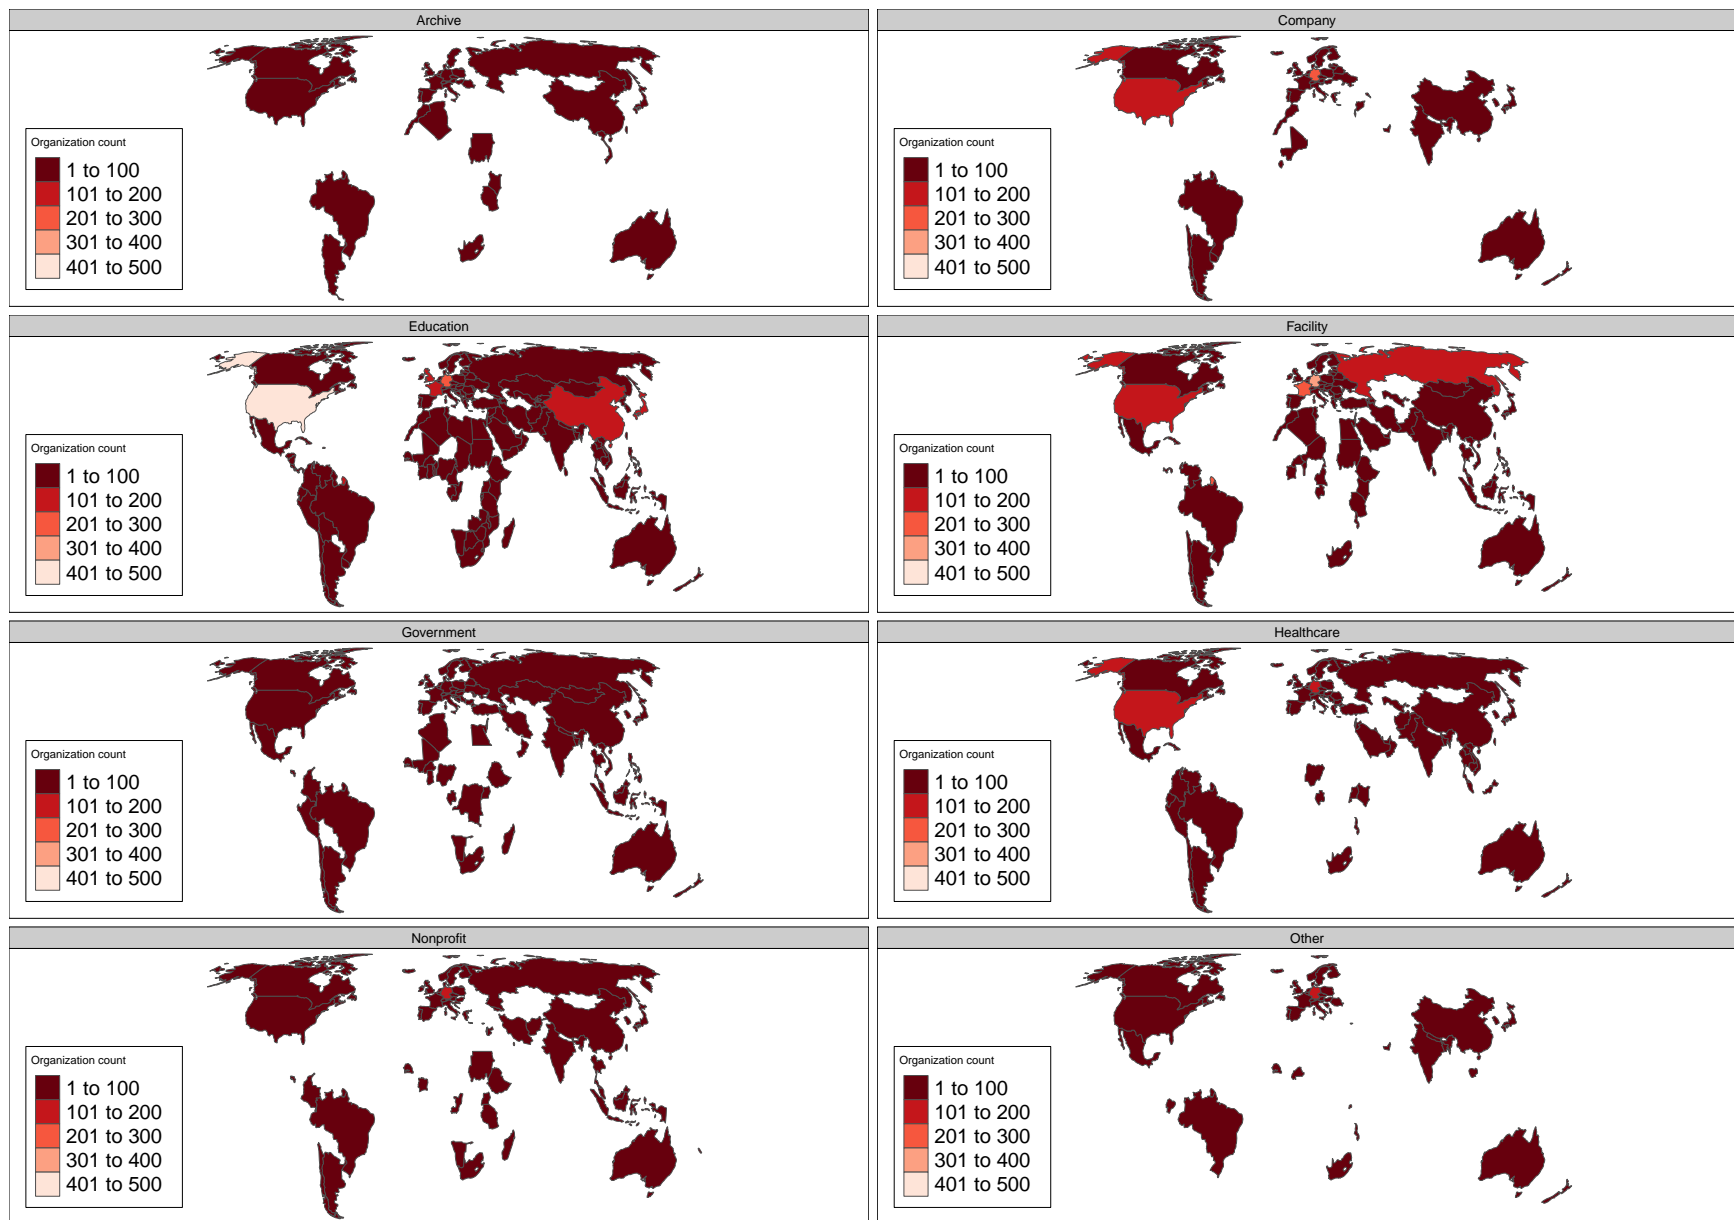 Archive
Organization count
1 to 100
101 to 200
201 to 300
301 to 400
401 to 500
Company
Organization count
1 to 100
101 to 200
201 to 300
301 to 400
401 to 500
Education
Organization count
1 to 100
101 to 200
201 to 300
301 to 400
401 to 500
Facility
Organization count
1 to 100
101 to 200
201 to 300
301 to 400
401 to 500
Government
Organization count
1 to 100
101 to 200
201 to 300
301 to 400
401 to 500
Healthcare
Organization count
1 to 100
101 to 200
201 to 300
301 to 400
401 to 500
Nonprofit
Organization count
1 to 100
101 to 200
201 to 300
301 to 400
401 to 500
Other
Organization count
1 to 100
101 to 200
201 to 300
301 to 400
401 to 500